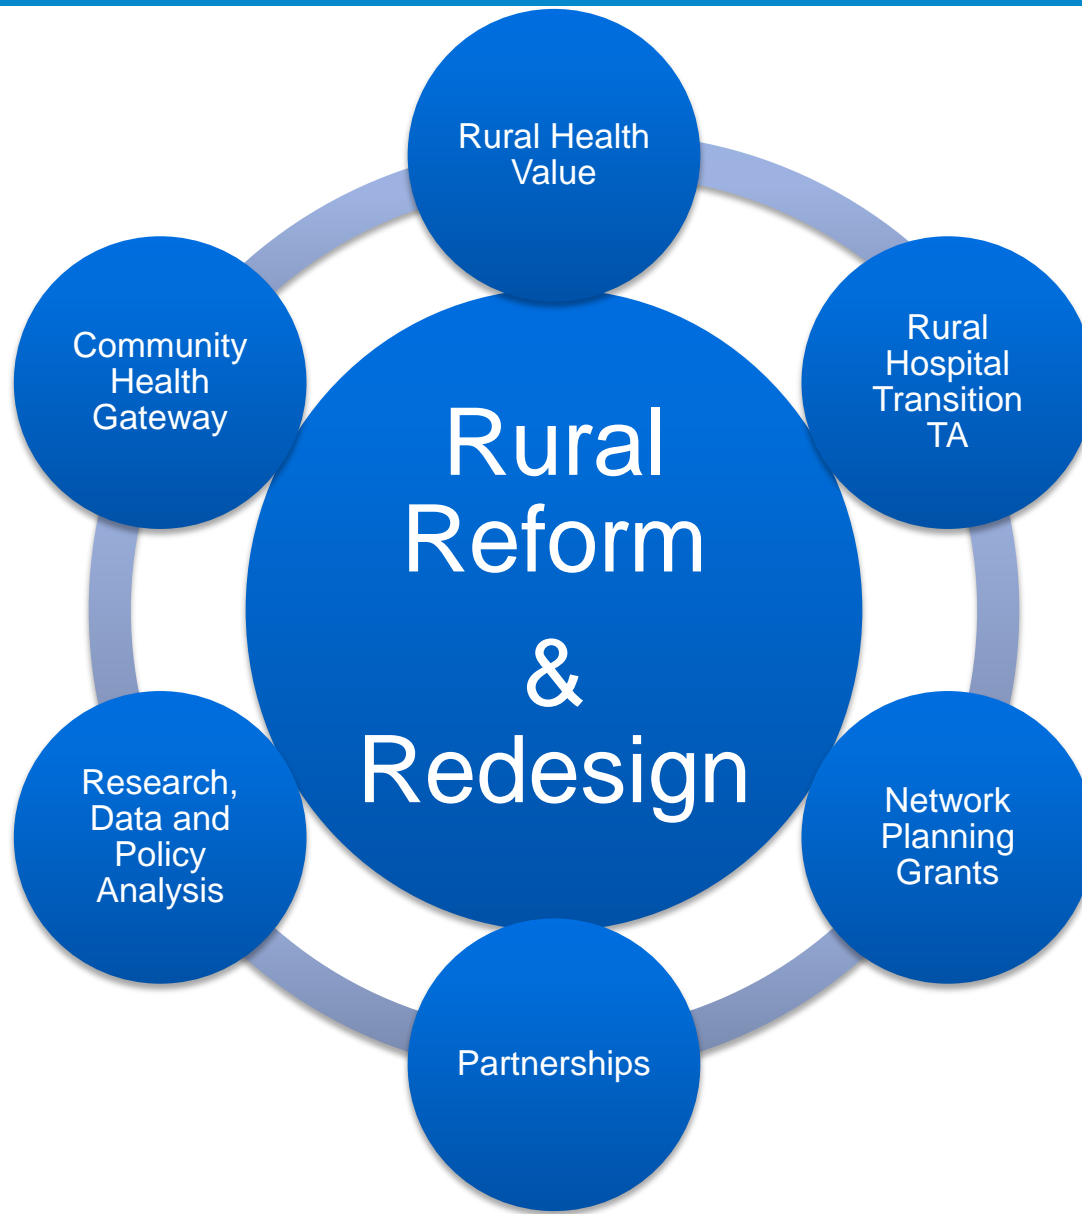 Rural Health
Value
Rural
Hospital
Transition
TA
Network
Planning
Grants
Partnerships
Research,
Data and
Policy
Analysis
Community
Health
Gateway
Rural
Reform
&
Redesign